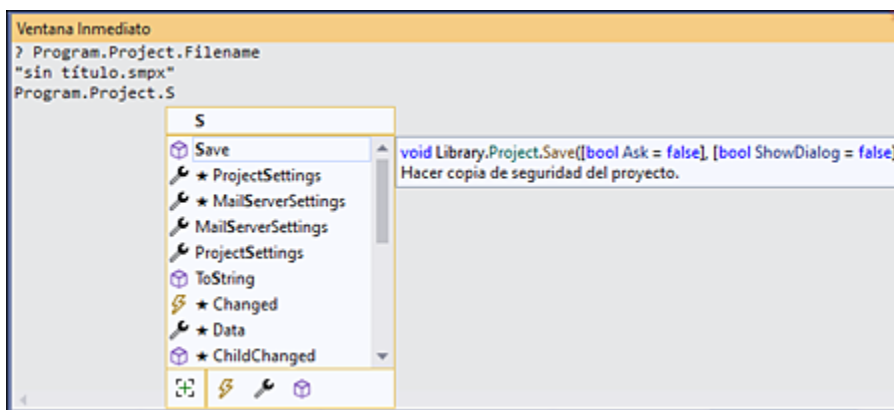 Ventana Inmediato
? Program.Project.Filename
"sin título.smpx"
Program.Project.S
S
Save
void Library.Project.Save([bool Ask = false], [bool ShowDialog = false]
Hacer copia de seguridad del proyecto.
★ ProjectSettings
★ MailServerSettings
MailServerSettings
ProjectSettings
ToString
★ Changed
★ Data
★ ChildChanged